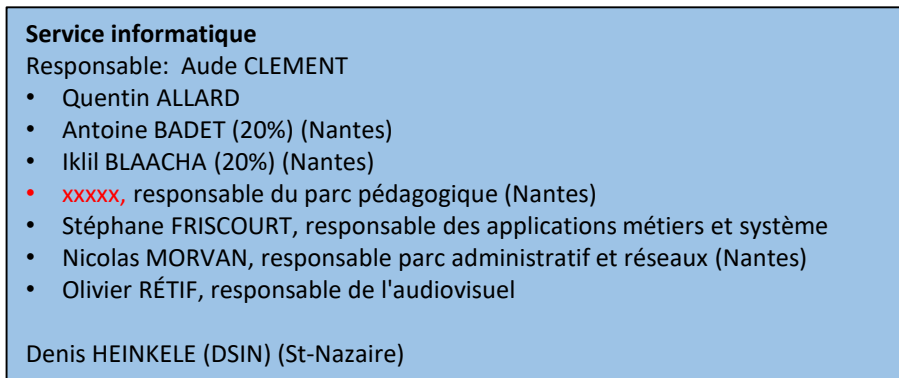 Service informatique
Responsable:  Aude CLEMENT
• Quentin ALLARD
• Antoine BADET (20%) (Nantes)
• Iklil BLAACHA (20%) (Nantes)
• xxxxx, responsable du parc pédagogique (Nantes)
• Stéphane FRISCOURT, responsable des applications métiers et système
• Nicolas MORVAN, responsable parc administratif et réseaux (Nantes)
• Olivier RÉTIF, responsable de l'audiovisuel
Denis HEINKELE (DSIN) (St-Nazaire)